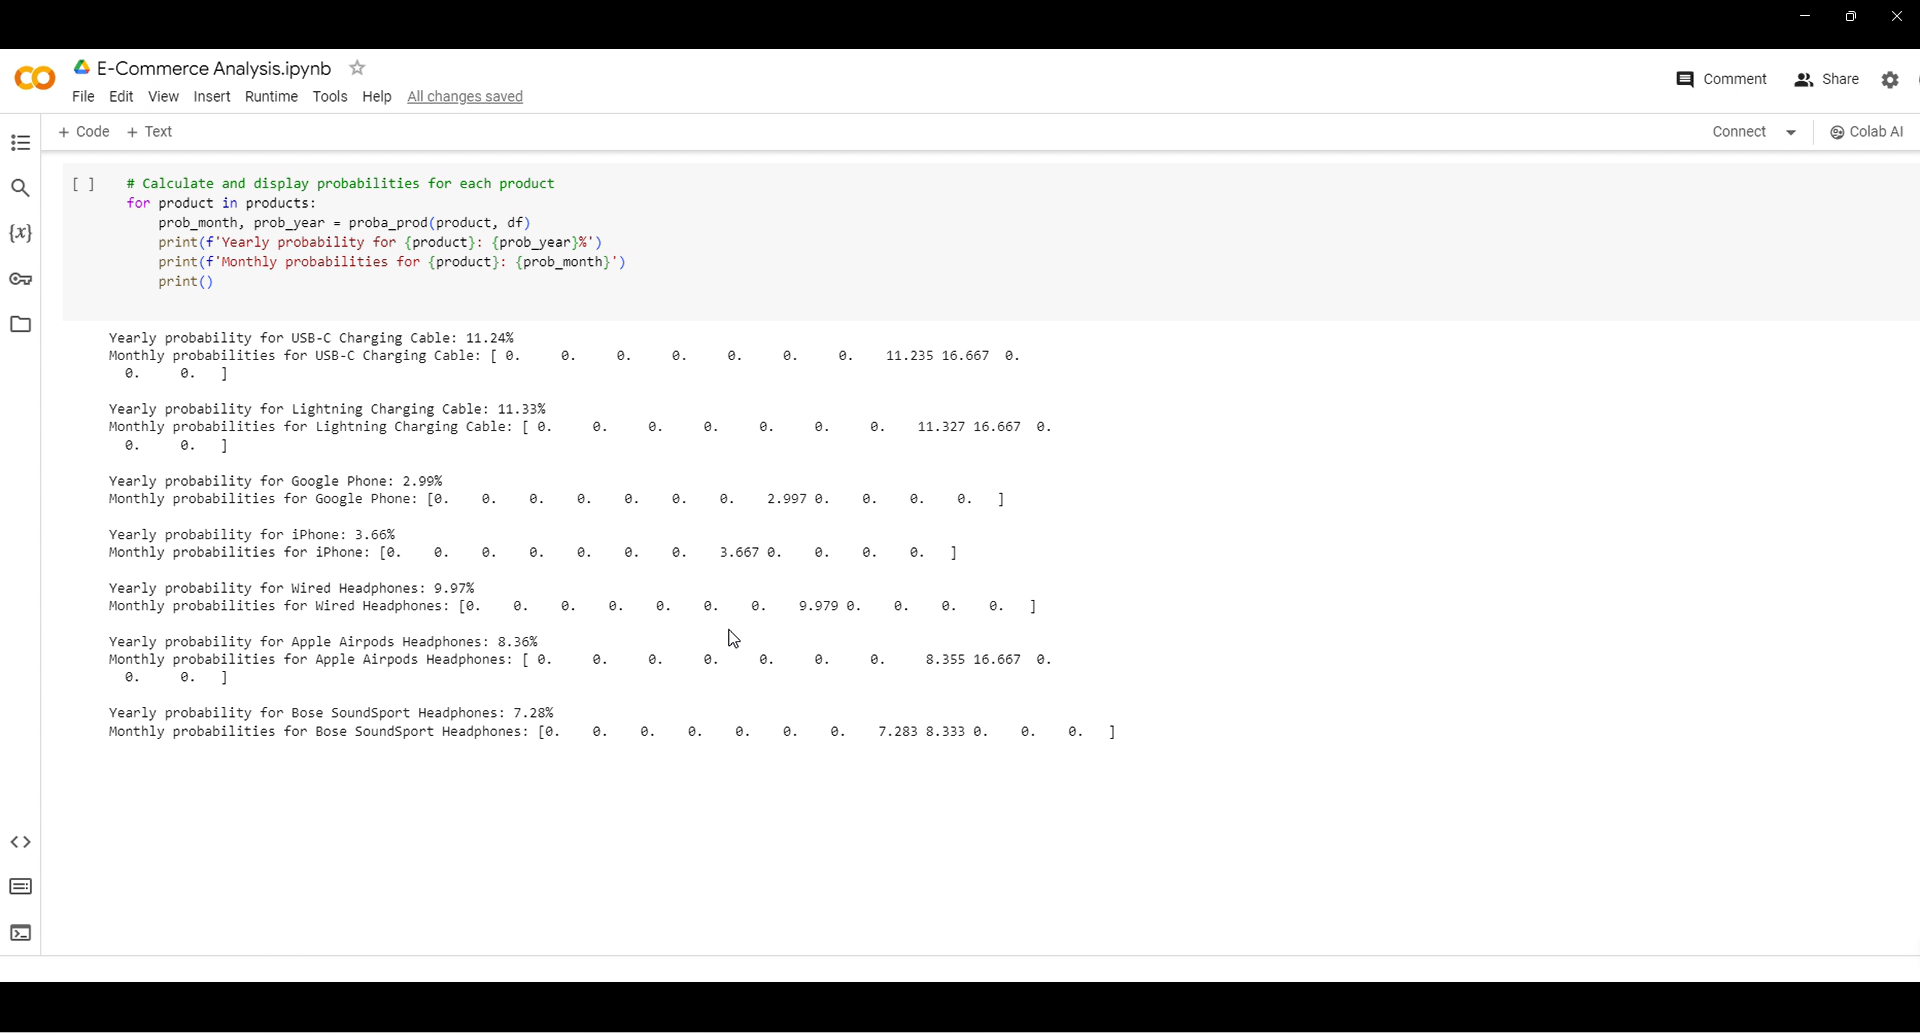 E-Commerce Analysis.ipynb
Comment Share
File Edit View Insert Runtime Tools Help All changes saved
+ Code + Text
Connect Colab AI
[ ] # Calculate and display probabilities for each product
for product in products:
prob_month, prob_year = proba_prod(product, df)
print(f'Yearly probability for {product}: {prob_year}%')
print(f'Monthly probabilities for {product}: {prob_month}')
print()
Yearly probability for USB-C Charging Cable: 11.24%
Monthly probabilities for USB-C Charging Cable: [ 0. 0. 0. 0. 0. 0. 0. 11.235 16.667 0.
0. 0. ]
Yearly probability for Lightning Charging Cable: 11.33%
Monthly probabilities for Lightning Charging Cable: [ 0. 0. 0. 0. 0. 0. 0. 11.327 16.667 0.
0. 0. ]
Yearly probability for Google Phone: 2.99%
Monthly probabilities for Google Phone: [0. 0. 0. 0. 0. 0. 0. 2.997 0. 0. 0. 0. ]
Yearly probability for iPhone: 3.66%
Monthly probabilities for iPhone: [0. 0. 0. 0. 0. 0. 0. 3.667 0. 0. 0. 0. ]
Yearly probability for Wired Headphones: 9.97%
Monthly probabilities for Wired Headphones: [0. 0. 0. 0. 0. 0. 0. 9.979 0. 0. 0. 0. ]
Yearly probability for Apple Airpods Headphones: 8.36%
Monthly probabilities for Apple Airpods Headphones: [ 0. 0. 0. 0. 0. 0. 0. 8.355 16.667 0.
0. 0. ]
Yearly probability for Bose SoundSport Headphones: 7.28%
Monthly probabilities for Bose SoundSport Headphones: [0. 0. 0. 0. 0. 0. 0. 7.283 8.333 0. 0. 0. ]